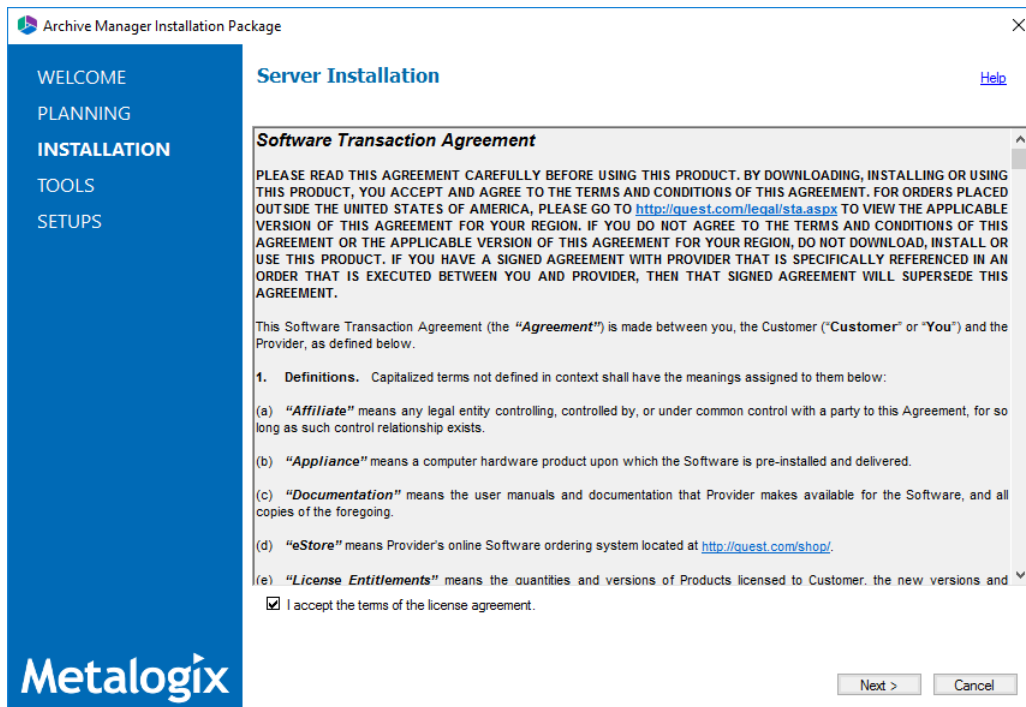 Archive Manager Installation Package
WELCOME
PLANNING
INSTALLATION
TOOLS
SETUPS
Server Installation
Help
Software Transaction Agreement
PLEASE READ THIS AGREEMENT CAREFULLY BEFORE USING THIS PRODUCT. BY DOWNLOADING, INSTALLING OR USING
THIS PRODUCT, YOU ACCEPT AND AGREE TO THE TERMS AND CONDITIONS OF THIS AGREEMENT. FOR ORDERS PLACED
OUTSIDE THE UNITED STATES OF AMERICA, PLEASE GO TO http://quest.com/legal/sta.aspx TO VIEW THE APPLICABLE
VERSION OF THIS AGREEMENT FOR YOUR REGION. IF YOU DO NOT AGREE TO THE TERMS AND CONDITIONS OF THIS
AGREEMENT OR THE APPLICABLE VERSION OF THIS AGREEMENT FOR YOUR REGION, DO NOT DOWNLOAD, INSTALL OR
USE THIS PRODUCT. IF YOU HAVE A SIGNED AGREEMENT WITH PROVIDER THAT IS SPECIFICALLY REFERENCED IN AN
ORDER THAT IS EXECUTED BETWEEN YOU AND PROVIDER, THEN THAT SIGNED AGREEMENT WILL SUPERSEDE THIS
AGREEMENT.
This Software Transaction Agreement (the “Agreement”) is made between you, the Customer (“Customer” or “You”) and the
Provider, as defined below.
1. Definitions. Capitalized terms not defined in context shall have the meanings assigned to them below:
(a) “Affiliate” means any legal entity controlling, controlled by, or under common control with a party to this Agreement, for so
long as such control relationship exists.
(b) “Appliance” means a computer hardware product upon which the Software is pre-installed and delivered.
(c) “Documentation” means the user manuals and documentation that Provider makes available for the Software, and all
copies of the foregoing.
(d) “eStore” means Provider’s online Software ordering system located at http://quest.com/shop/.
(e) “License Entitlements” means the quantities and versions of Products licensed to Customer, the new versions and
I accept the terms of the license agreement.
Metalogix
Next >
Cancel